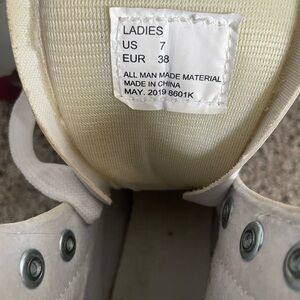 LADIES
US 7
EUR 38
ALL MAN MADE MATERIAL
MADE IN CHINA
MAY. 2019 8601K